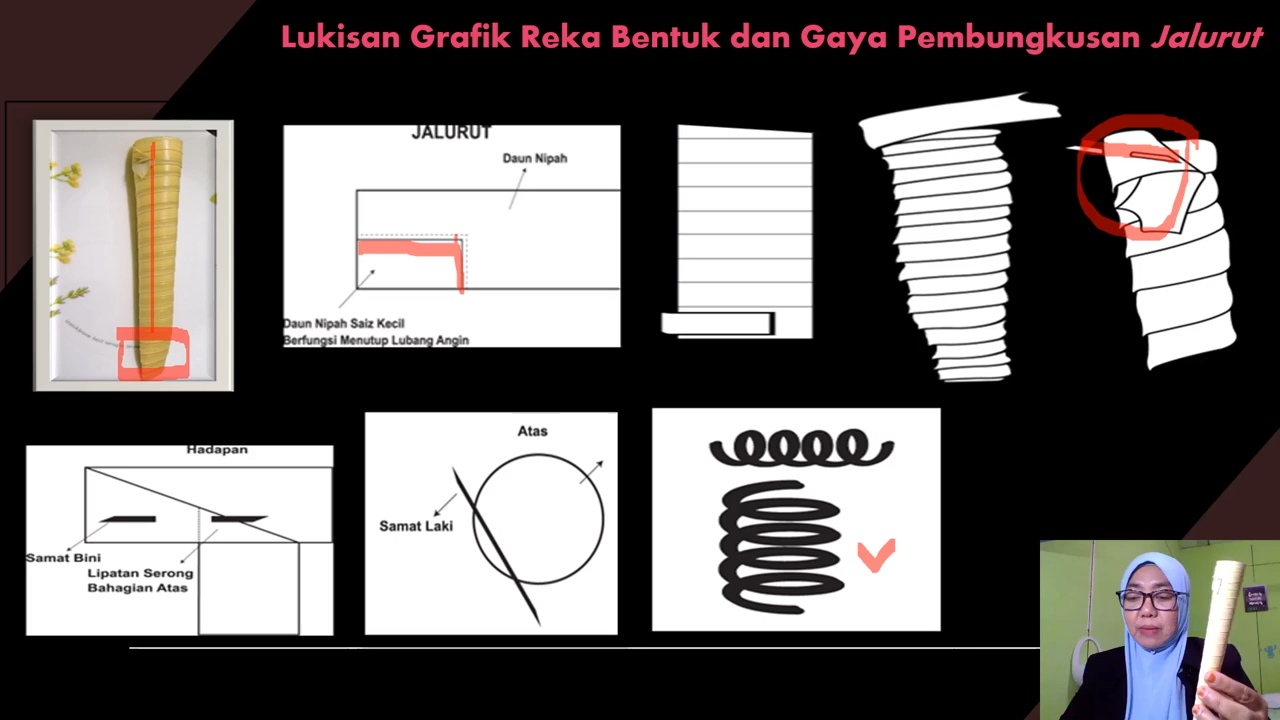 Lukisan Grafik Reka Bentuk dan Gaya Pembungkusan Jalurut
JALURUT
Daun Nipah
Daun Nipah Saiz Kecil
Berfungsi Menutup Lubang Angin
Hadapan
Samat Bini
Lipatan Serong
Bahagian Atas
Atas
Samat Laki